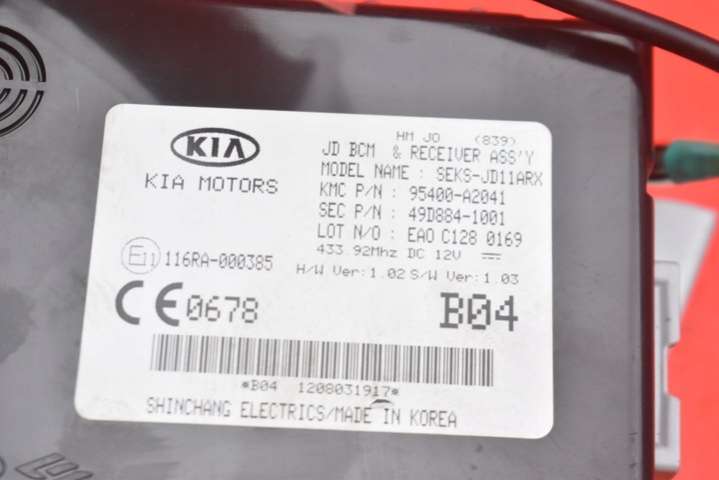 KIA
KIA MOTORS
HM JO (839)
JD BCM & RECEIVER ASS'Y
MODEL NAME : SEKS-JD11ARX
KMC P/N : 95400-A2041
SEC P/N : 49D884-1001
LOT N/O : EAO C128 0169
433.92Mhz DC 12V
H/W Ver:1.02 S/W Ver:1.03
E11 116RA-000385
CE 0678
B04
*B04 1208031917*
SHINCHANG ELECTRICS/MADE IN KOREA